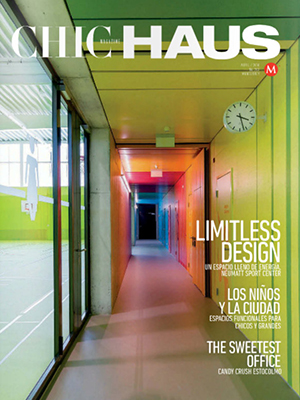 CHIC HAUS
MAGAZINE
M
LIMITLESS
DESIGN
UN ESPACIO LLENO DE ENERGÍA,
NEUMATT SPORT CENTER
LOS NIÑOS
Y LA CIUDAD
ESPACIOS FUNCIONALES PARA
CHICOS Y GRANDES
THE SWEETEST
OFFICE
CANDY CRUSH ESTOCOLMO